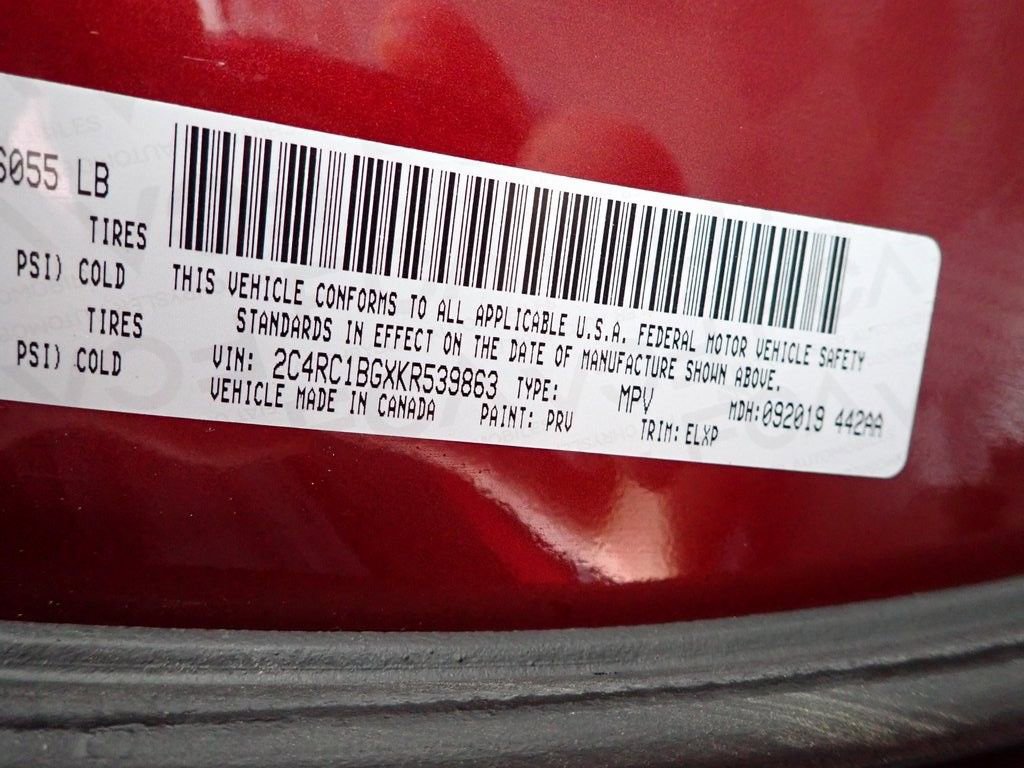 6055 LB
TIRES
PSI) COLD
TIRES
PSI) COLD
THIS VEHICLE CONFORMS TO ALL APPLICABLE U.S.A. FEDERAL MOTOR VEHICLE SAFETY
STANDARDS IN EFFECT ON THE DATE OF MANUFACTURE SHOWN ABOVE.
VIN: 2C4RC1BGXKR539863 TYPE: MPV MDH:092019 442AA
VEHICLE MADE IN CANADA PAINT: PRV TRIM: ELXP